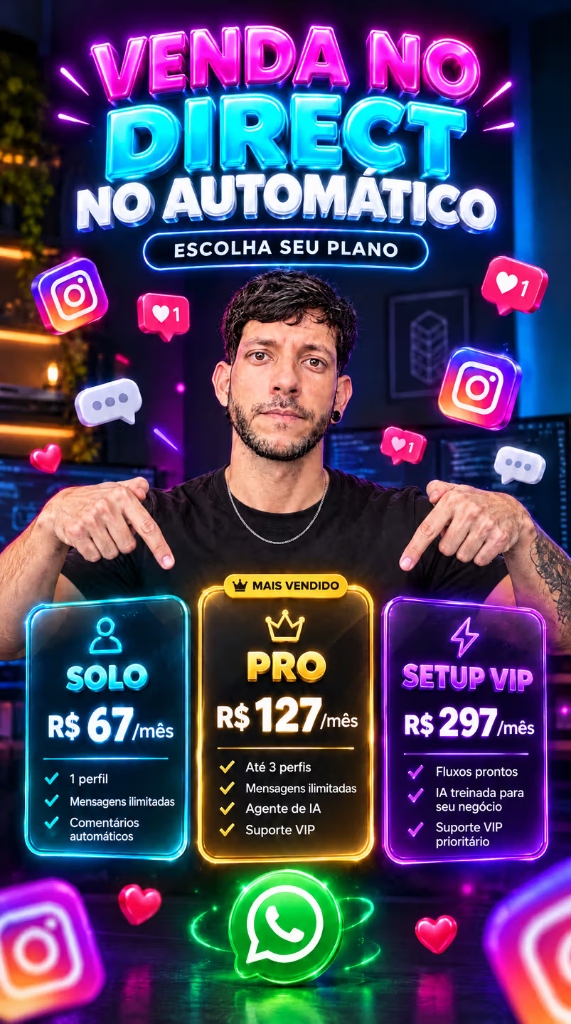 VENDA NO
DIRECT
NO AUTOMÁTICO
ESCOLHA SEU PLANO
1
1
1
MAIS VENDIDO
SOLO
R$ 67/mês
1 perfil
Mensagens ilimitadas
Comentários
automáticos
PRO
R$ 127/mês
Até 3 perfis
Mensagens ilimitadas
Agente de IA
Suporte VIP
SETUP VIP
R$ 297/mês
Fluxos prontos
IA treinada para
seu negócio
Suporte VIP
prioritário